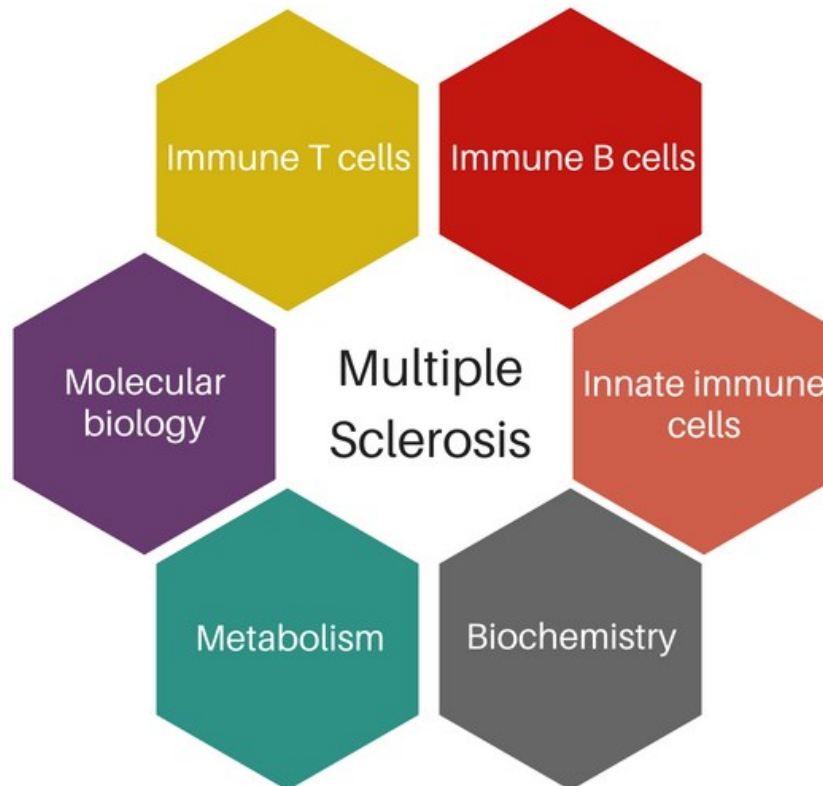 Immune T cells
Immune B cells
Molecular
biology
Multiple
Sclerosis
Innate immune
cells
Metabolism
Biochemistry